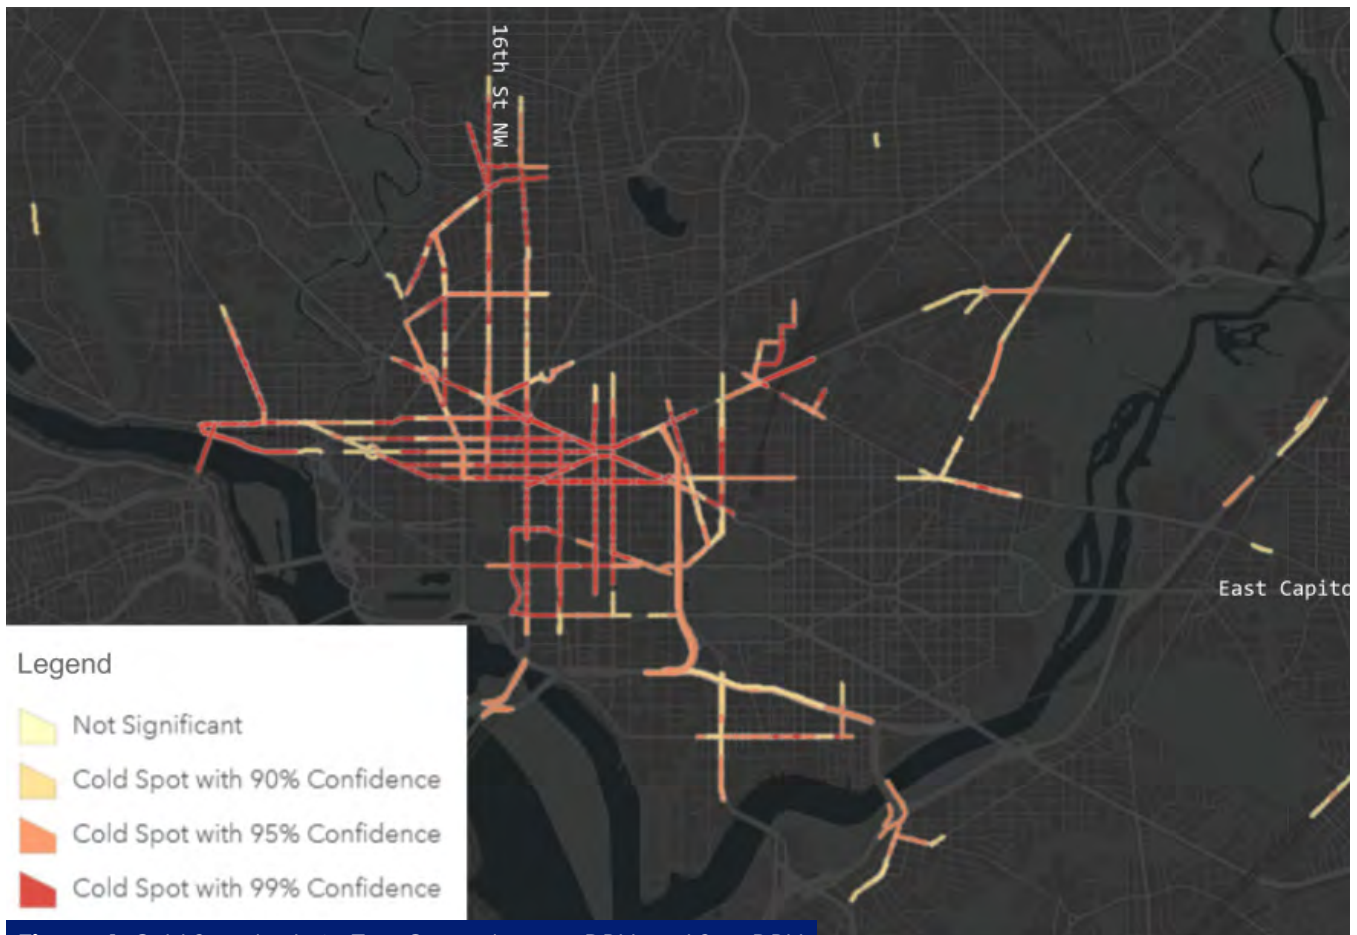 16th St NW
East Capito
Legend
Not Significant
Cold Spot with 90% Confidence
Cold Spot with 95% Confidence
Cold Spot with 99% Confidence